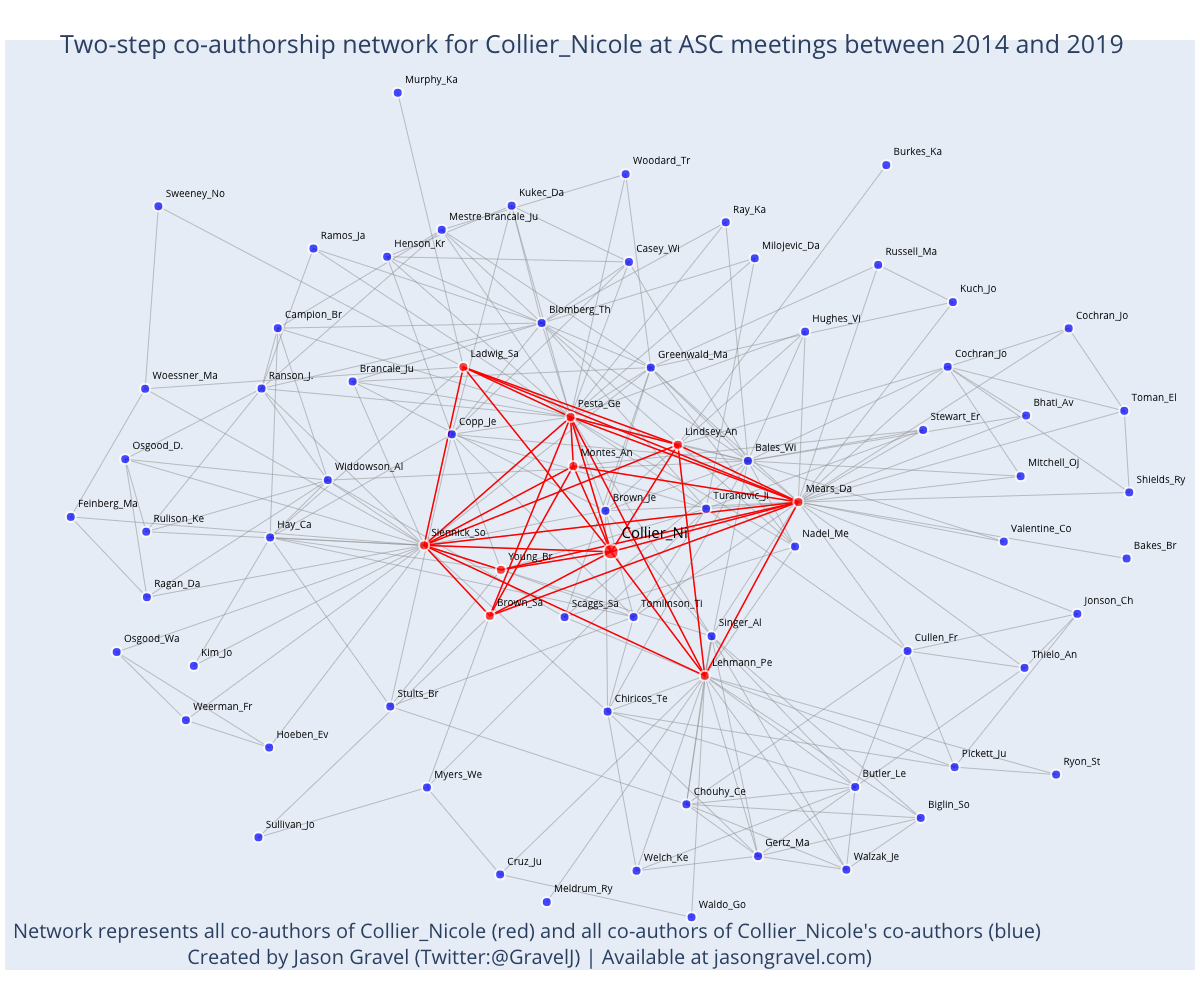 Two-step co-authorship network for Collier_Nicole at ASC meetings between 2014 and 2019
Murphy_Ka
Burkes_Ka
Woodard_Tr
Sweeney_No
Kukec_Da
Ray_Ka
Mestre Brancale_Ju
Ramos_Ja
Henson_Kr
Casey_Wi
Milojevic_Da
Russell_Ma
Kuch_Jo
Campion_Br
Blomberg_Th
Hughes_Vi
Cochran_Jo
Ladwig_Sa
Greenwald_Ma
Cochran_Jo
Woessner_Ma
Ranson_J.
Brancale_Ju
Pesta_Ge
Bhati_Av
Toman_El
Copp_Je
Lindsey_An
Stewart_Er
Osgood_D.
Montes_An
Bales_Wi
Widdowson_Al
Mitchell_Oj
Shields_Ry
Mears_Da
Feinberg_Ma
Brown_Je
Turanovic_Ji
Rulison_Ke
Hay_Ca
Siennick_So
Collier_Ni
Nadel_Me
Valentine_Co
Bakes_Br
Young_Br
Ragan_Da
Brown_Sa
Scaggs_Sa
Tomlinson_Ti
Jonson_Ch
Osgood_Wa
Kim_Jo
Singer_Al
Cullen_Fr
Thielo_An
Lehmann_Pe
Stults_Br
Chiricos_Te
Weerman_Fr
Hoeben_Ev
Pickett_Ju
Ryon_St
Myers_We
Butler_Le
Chouhy_Ce
Biglin_So
Sullivan_Jo
Gertz_Ma
Cruz_Ju
Welch_Ke
Walzak_Je
Meldrum_Ry
Waldo_Go
Network represents all co-authors of Collier_Nicole (red) and all co-authors of Collier_Nicole's co-authors (blue)
Created by Jason Gravel (Twitter:@GravelJ) | Available at jasongravel.com)